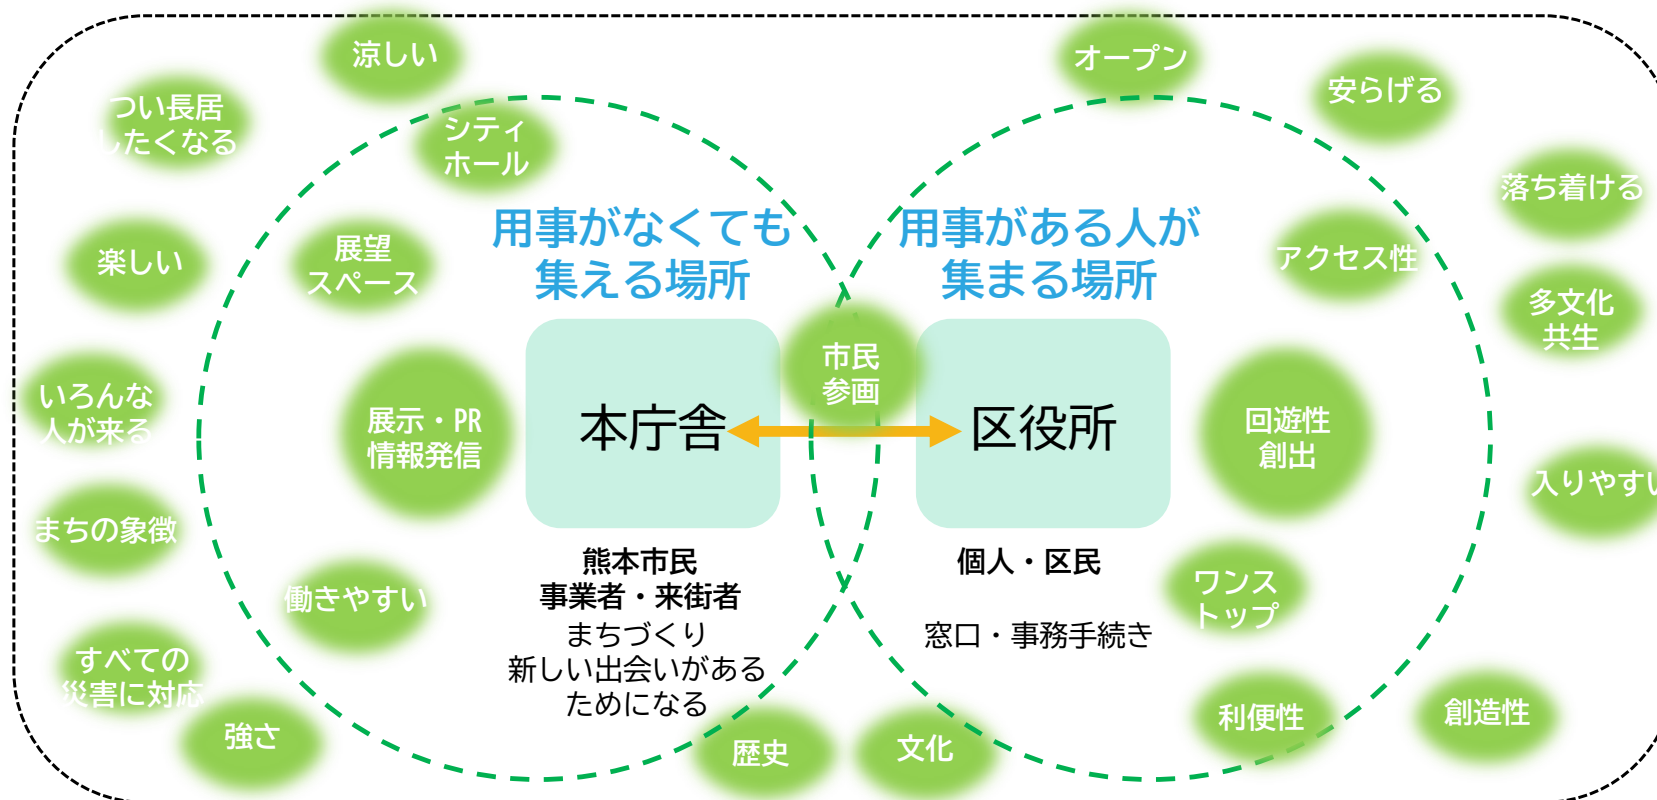 涼しい
オープン
つい長居
したくなる
シティ
ホール
安らげる
落ち着ける
用事がなくても
集える場所
用事がある人が
集まる場所
楽しい
展望
スペース
アクセス性
多文化
共生
市民
参画
いろんな
人が来る
展示・PR
情報発信
本庁舎
区役所
回遊性
創出
入りやすい
まちの象徴
熊本市民
事業者・来街者
まちづくり
新しい出会いがある
ためになる
個人・区民
窓口・事務手続き
働きやすい
ワンス
トップ
すべての
災害に対応
強さ
歴史
文化
利便性
創造性